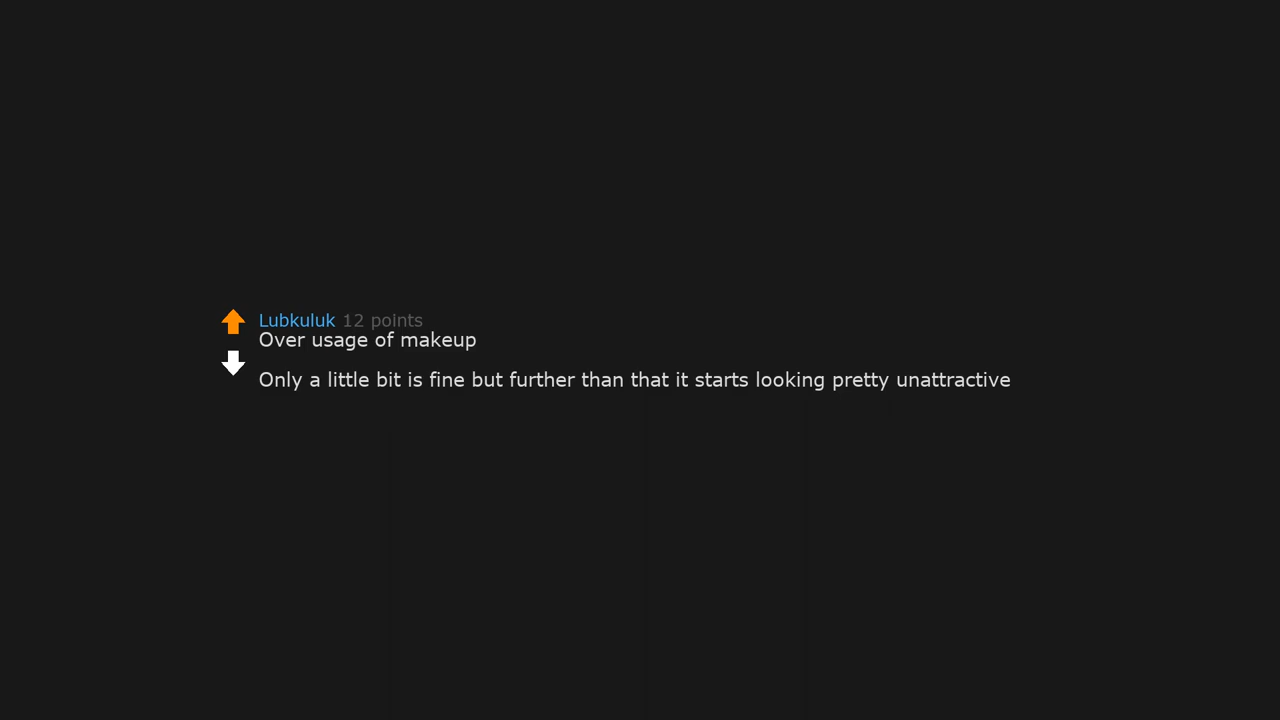 Lubkuluk 12 points
Over usage of makeup
Only a little bit is fine but further than that it starts looking pretty unattractive